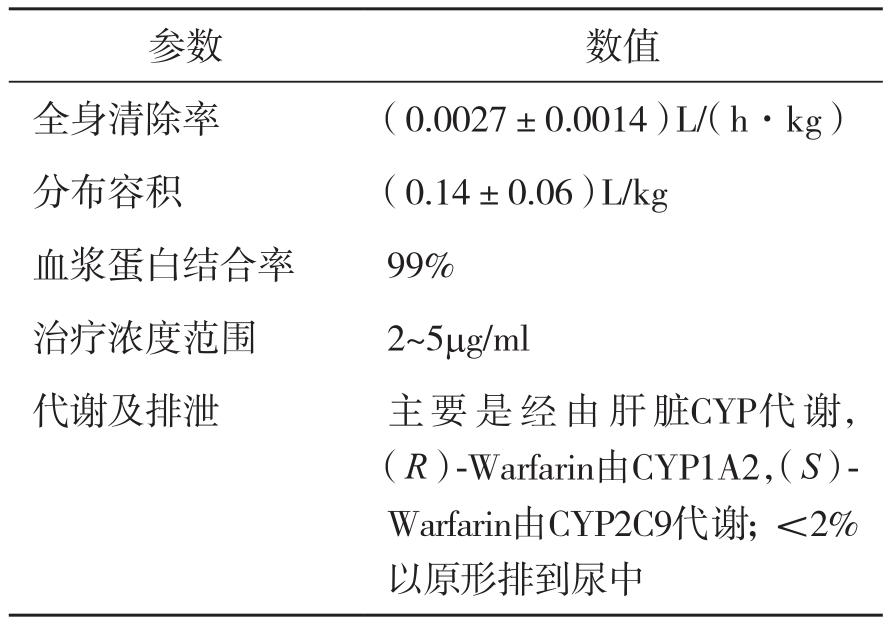 参数 数值
全身清除率 (0.0027±0.0014)L/(h·kg)
分布容积 (0.14±0.06)L/kg
血浆蛋白结合率 99%
治疗浓度范围 2~5μg/ml
代谢及排泄 主要是经由肝脏CYP代谢,
(R)-Warfarin由CYP1A2,(S)-
Warfarin由CYP2C9代谢; <2%
以原形排到尿中